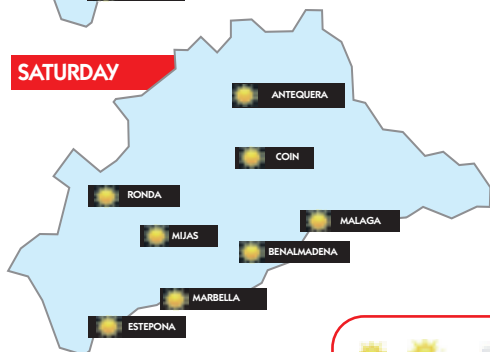 SATURDAY
ANTEQUERA
COIN
RONDA
MALAGA
MIJAS
BENALMADENA
MARBELLA
ESTEPONA